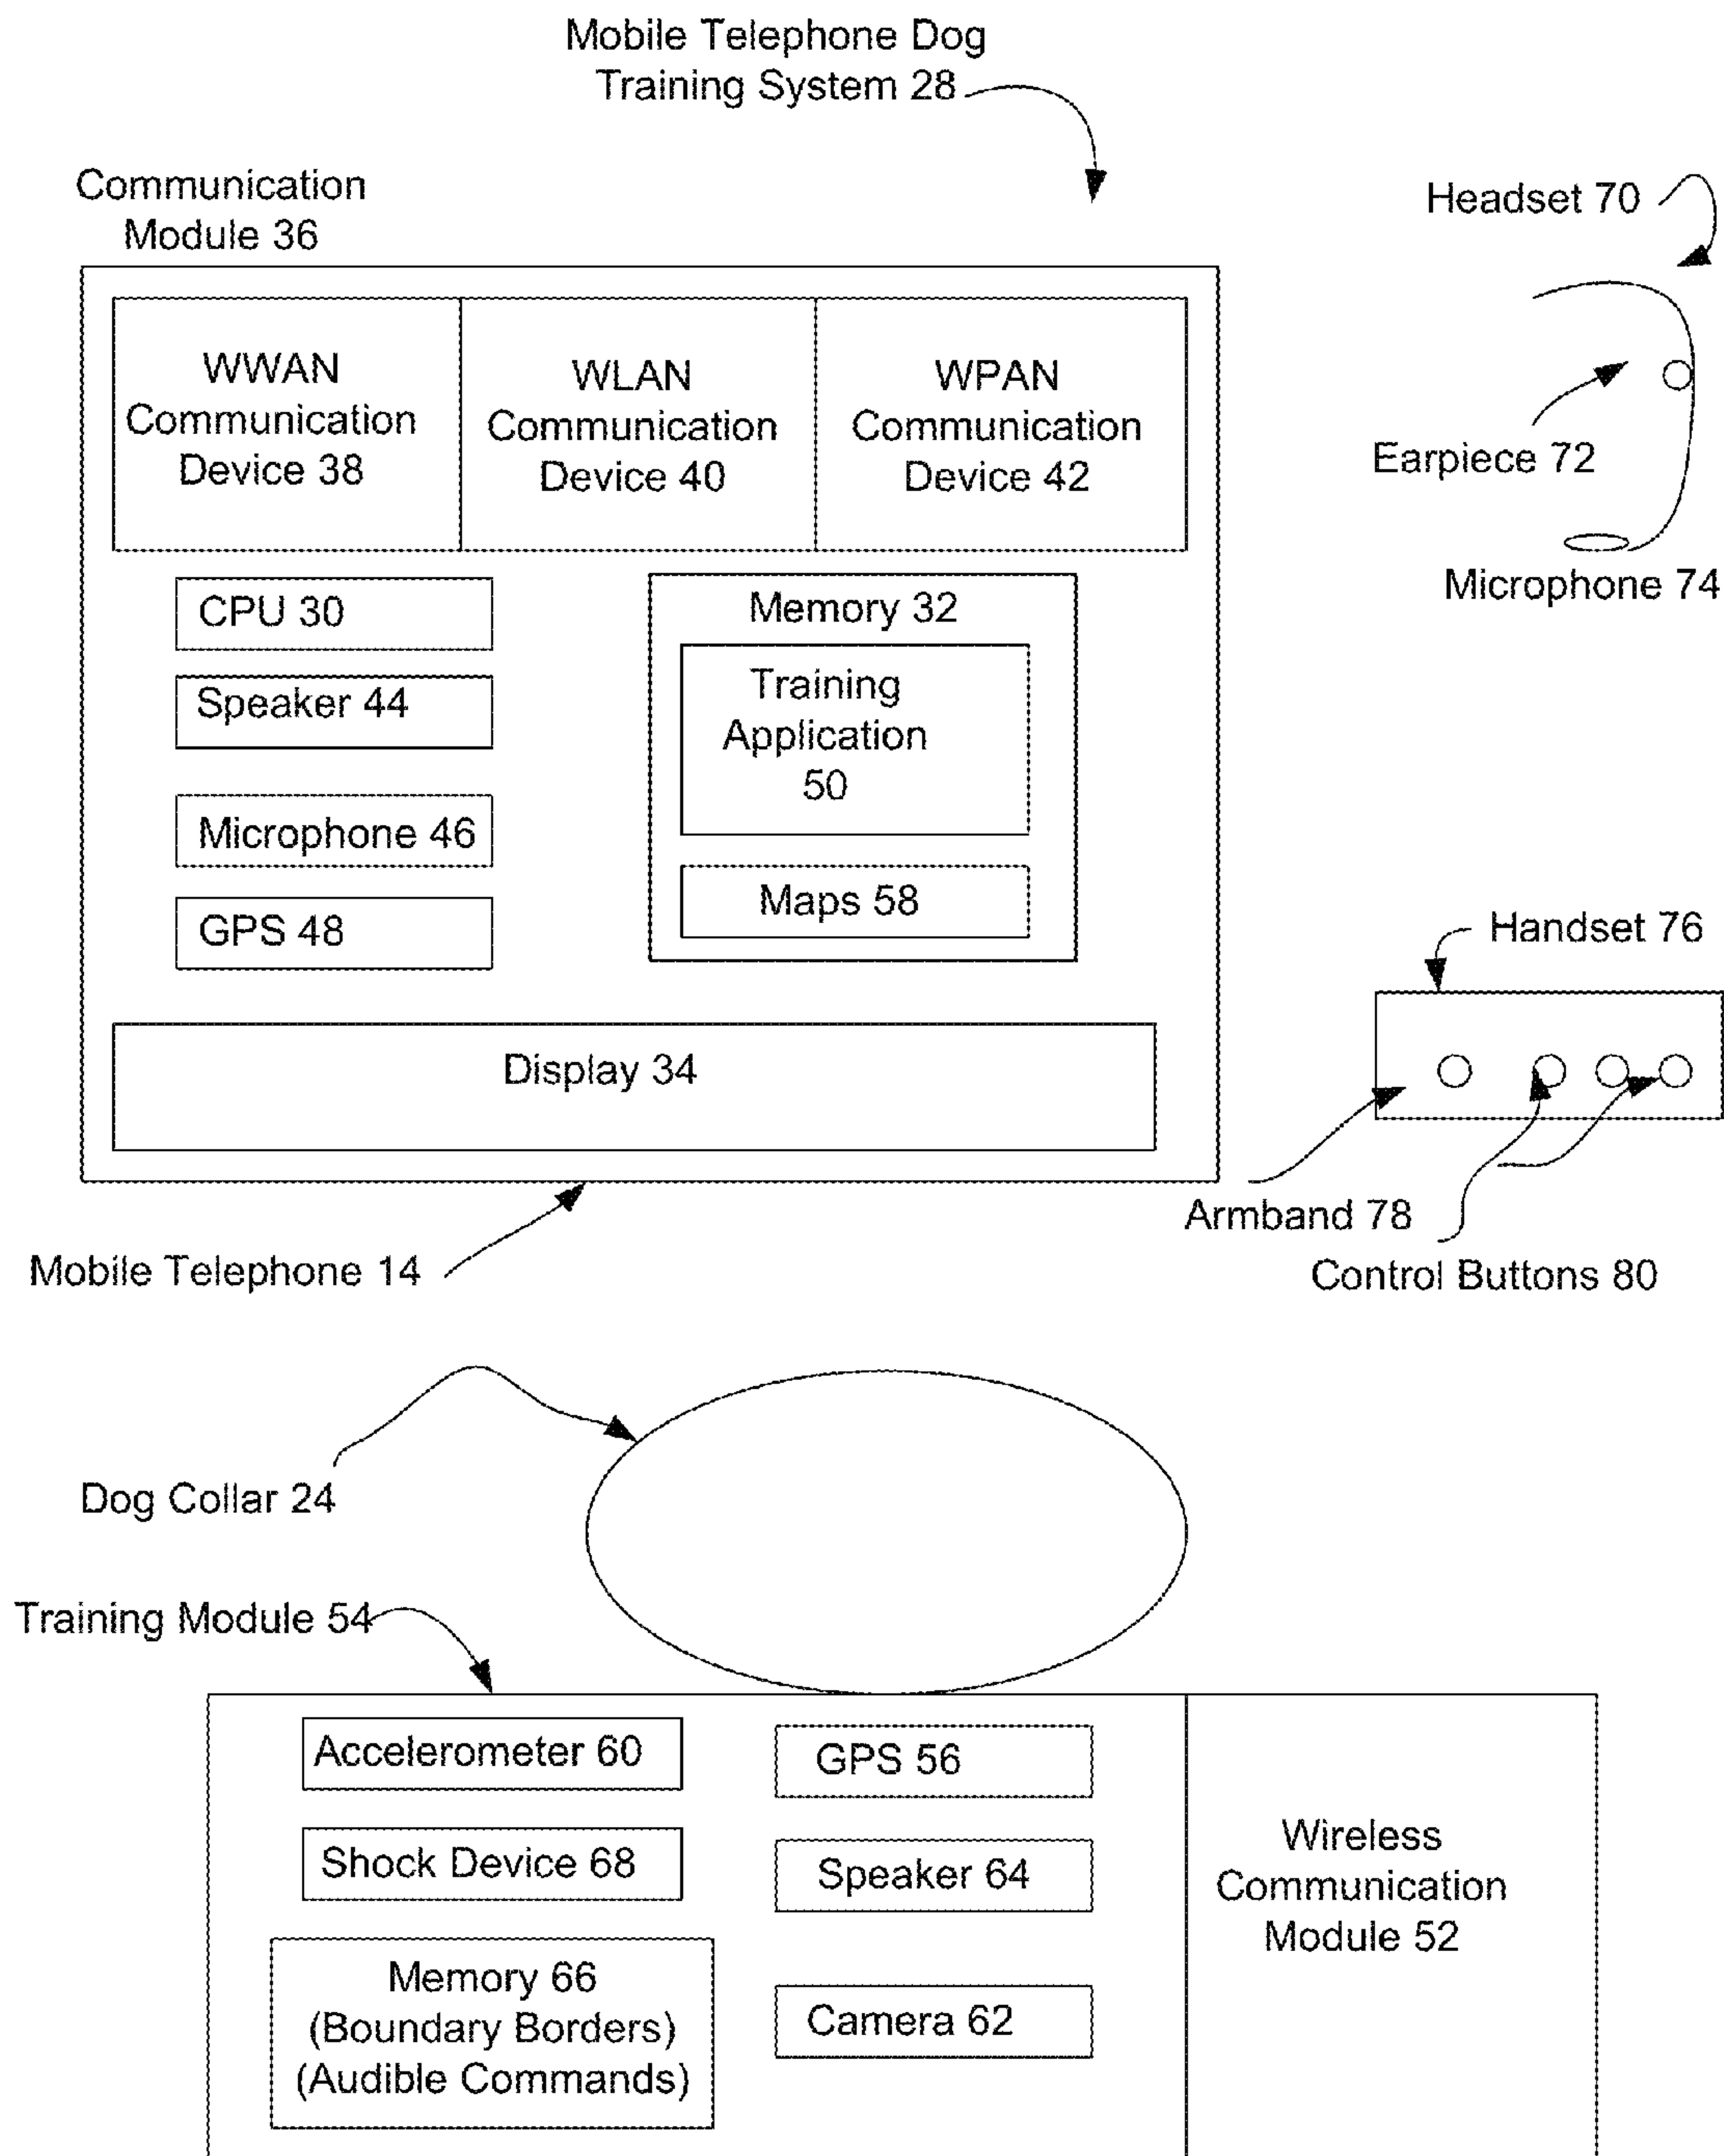 Mobile Telephone Dog
Training System 28
Communication
Module 36
Headset 70
WWAN
Communication
Device 38
WLAN
Communication
Device 40
WPAN
Communication
Device 42
Earpiece 72
Microphone 74
CPU 30
Speaker 44
Microphone 46
GPS 48
Memory 32
Training
Application
50
Maps 58
Handset 76
Display 34
Armband 78
Control Buttons 80
Mobile Telephone 14
Dog Collar 24
Training Module 54
Accelerometer 60
GPS 56
Shock Device 68
Speaker 64
Memory 66
(Boundary Borders)
(Audible Commands)
Camera 62
Wireless
Communication
Module 52